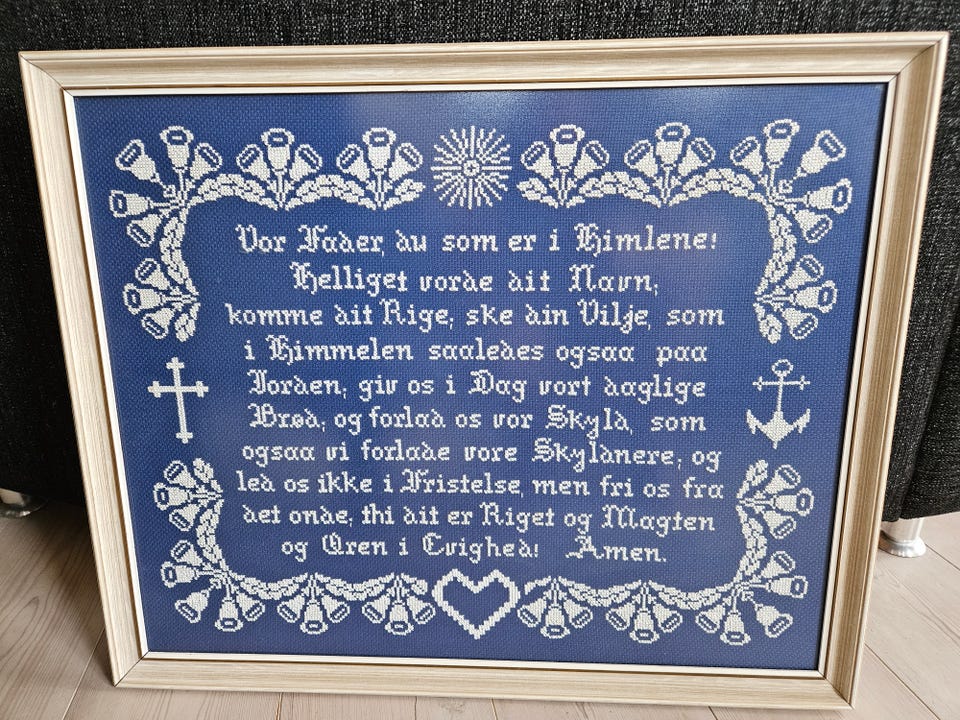 Vor Fader, du som er i Himlene!
Helliget vorde dit Navn;
komme dit Rige; ske din Vilje, som
i Himmelen saaledes ogsaa paa
Jorden; giv os i Dag vort daglige
Brød; og forlad os vor Skyld, som
ogsaa vi forlade vore Skyldnere; og
led os ikke i Fristelse, men fri os fra
det onde; thi dit er Riget og Magten
og Æren i Evighed! Amen.